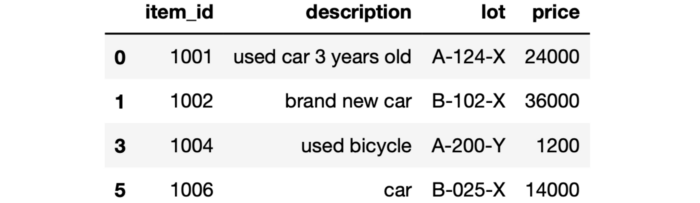 item_id description lot price
0 1001 used car 3 years old A-124-X 24000
1 1002 brand new car B-102-X 36000
3 1004 used bicycle A-200-Y 1200
5 1006 car B-025-X 14000